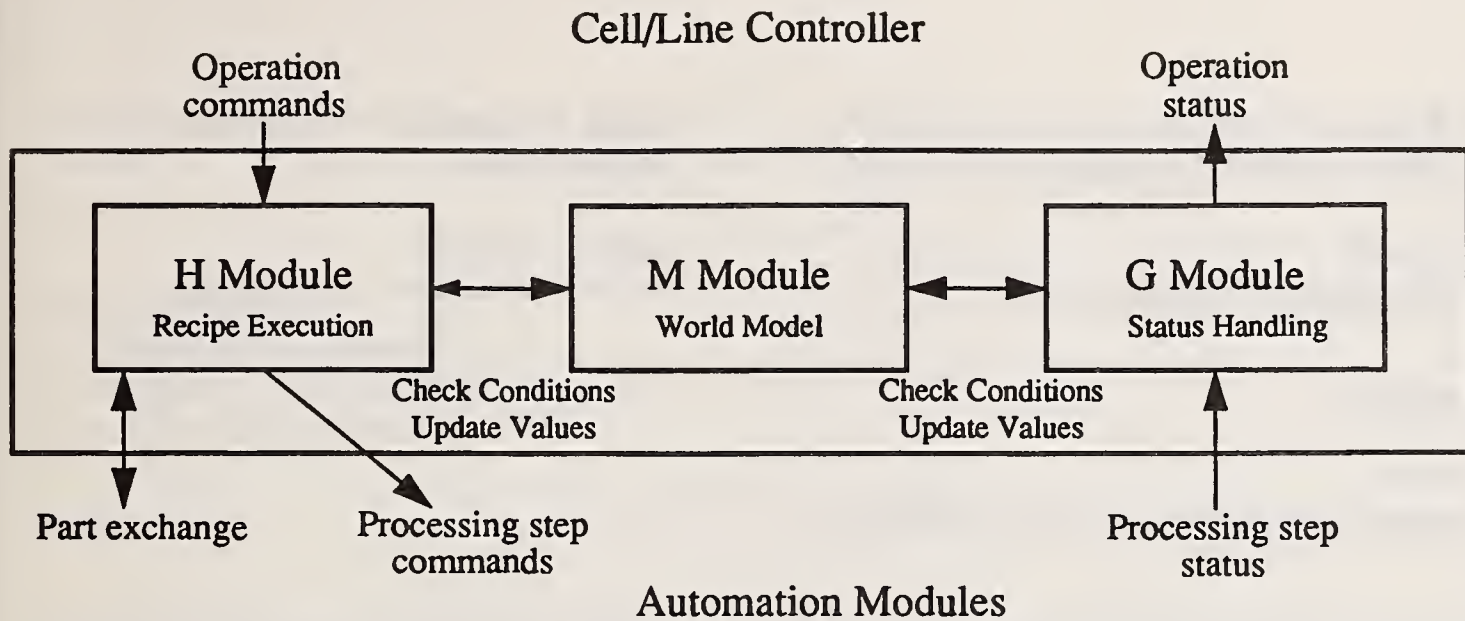 Cell/Line Controller
Operation
commands
Operation
status
H Module
Recipe Execution
M Module
World Model
G Module
Status Handling
Check Conditions
Update Values
Check Conditions
Update Values
Part exchange
Processing step
commands
Processing step
status
Automation Modules